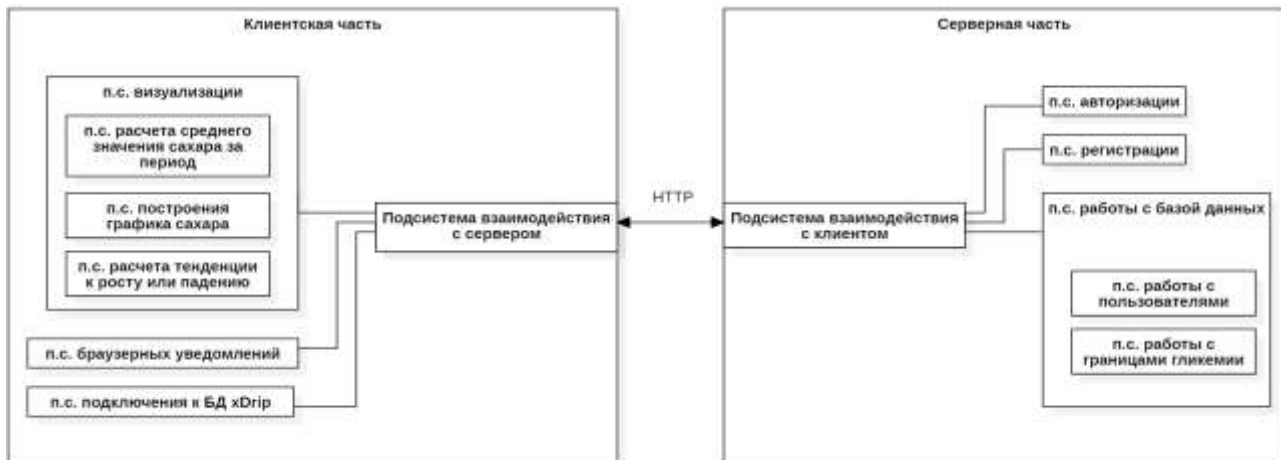 Клиентская часть
п.с. визуализации
п.с. расчета среднего
значения сахара за
период
п.с. построения
графика сахара
п.с. расчета тенденции
к росту или падению
п.с. браузерных уведомлений
п.с. подключения к БД xDrip
Подсистема взаимодействия
с сервером
HTTP
Серверная часть
Подсистема взаимодействия
с клиентом
п.с. авторизации
п.с. регистрации
п.с. работы с базой данных
п.с. работы с
пользователями
п.с. работы с
границами гликемии